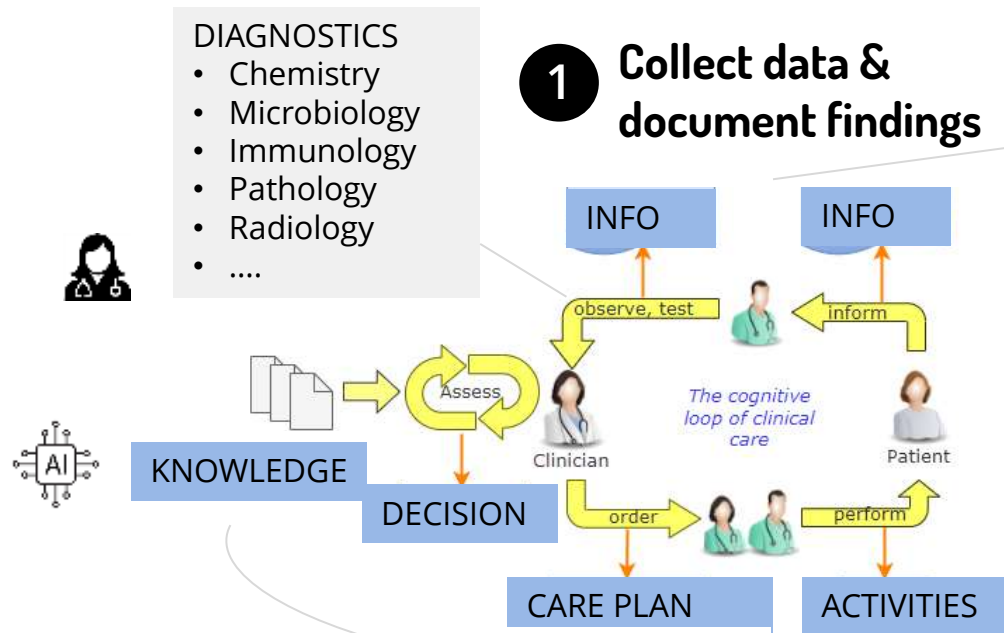 DIAGNOSTICS
• Chemistry
• Microbiology
• Immunology
• Pathology
• Radiology
• ....
1
Collect data &
document findings
INFO
INFO
observe, test
inform
Assess
The cognitive
loop of clinical
care
Clinician
Patient
AI
KNOWLEDGE
DECISION
order
perform
CARE PLAN
ACTIVITIES